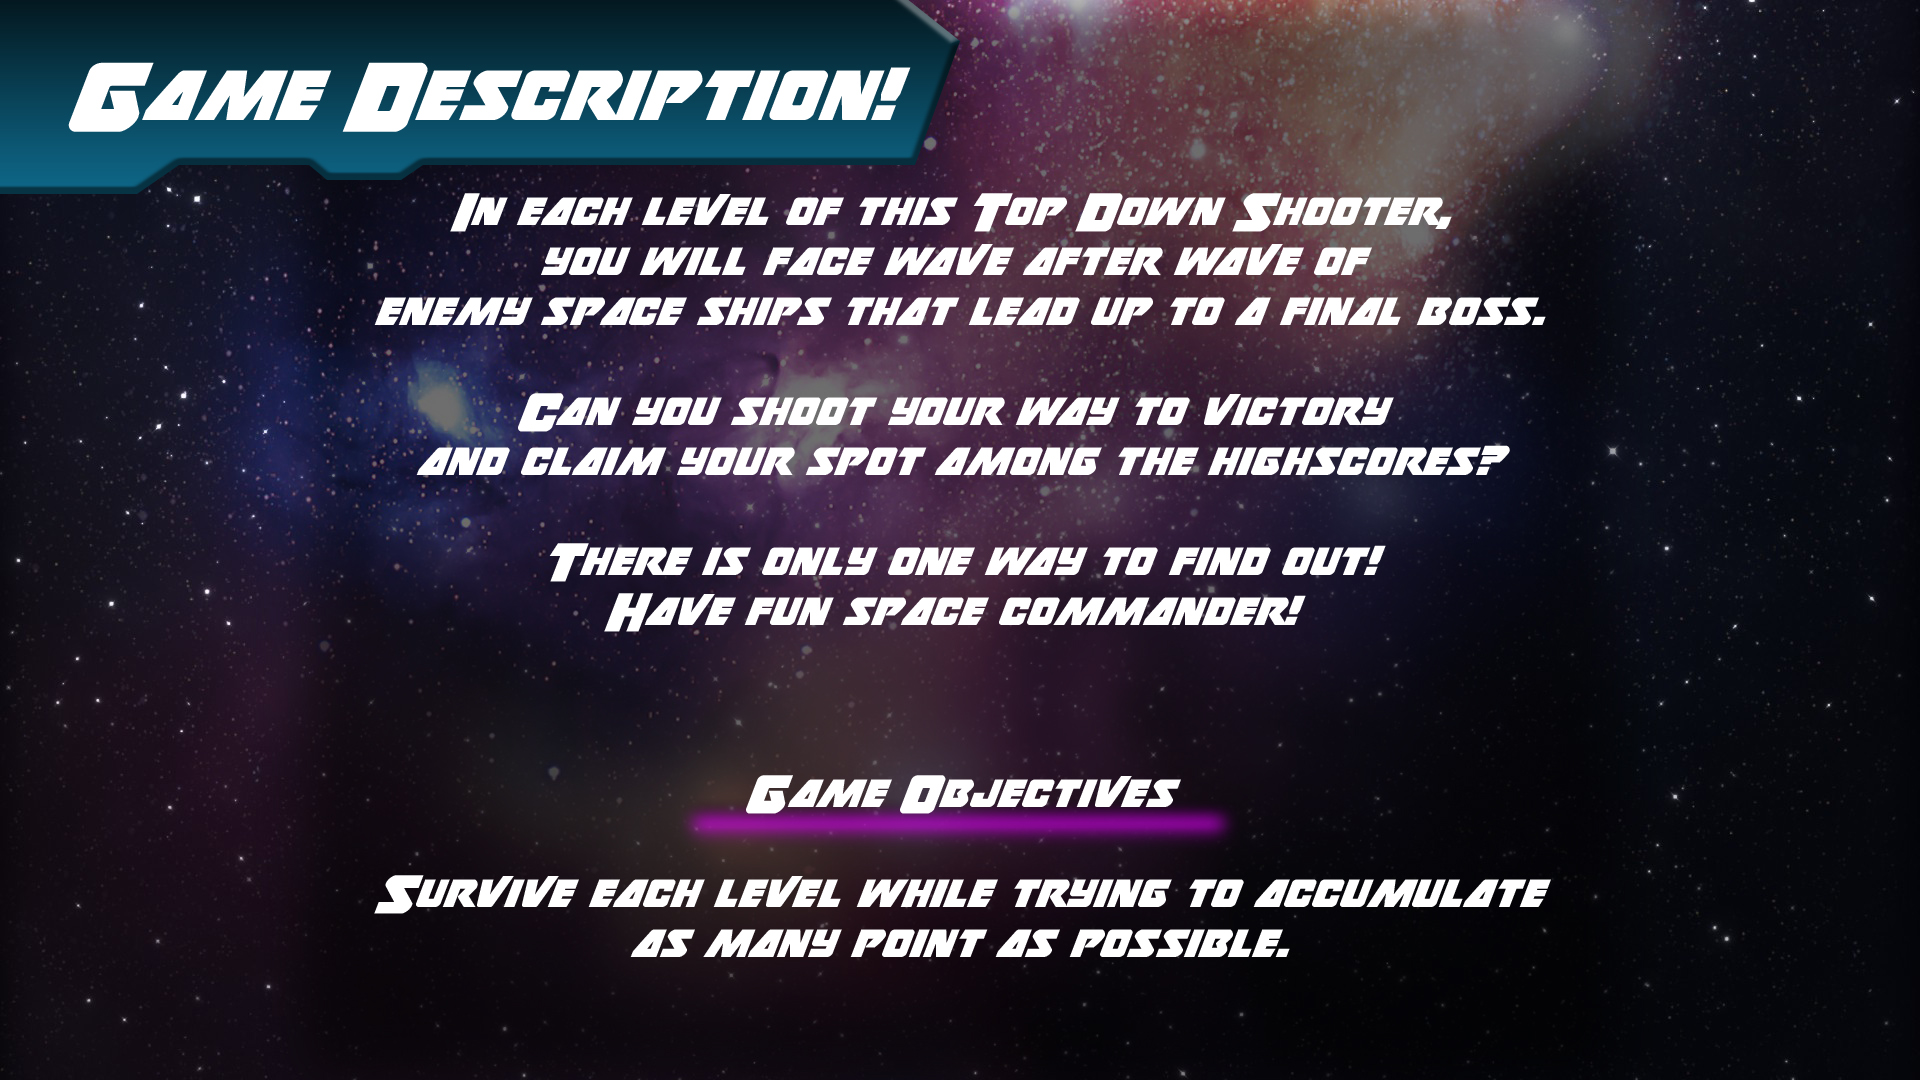 Game Description!
In each level of this Top Down Shooter,
you will face wave after wave of
enemy space ships that lead up to a final boss.
Can you shoot your way to victory
and claim your spot among the highscores?
There is only one way to find out!
Have fun space commander!
Game Objectives
Survive each level while trying to accumulate
as many point as possible.